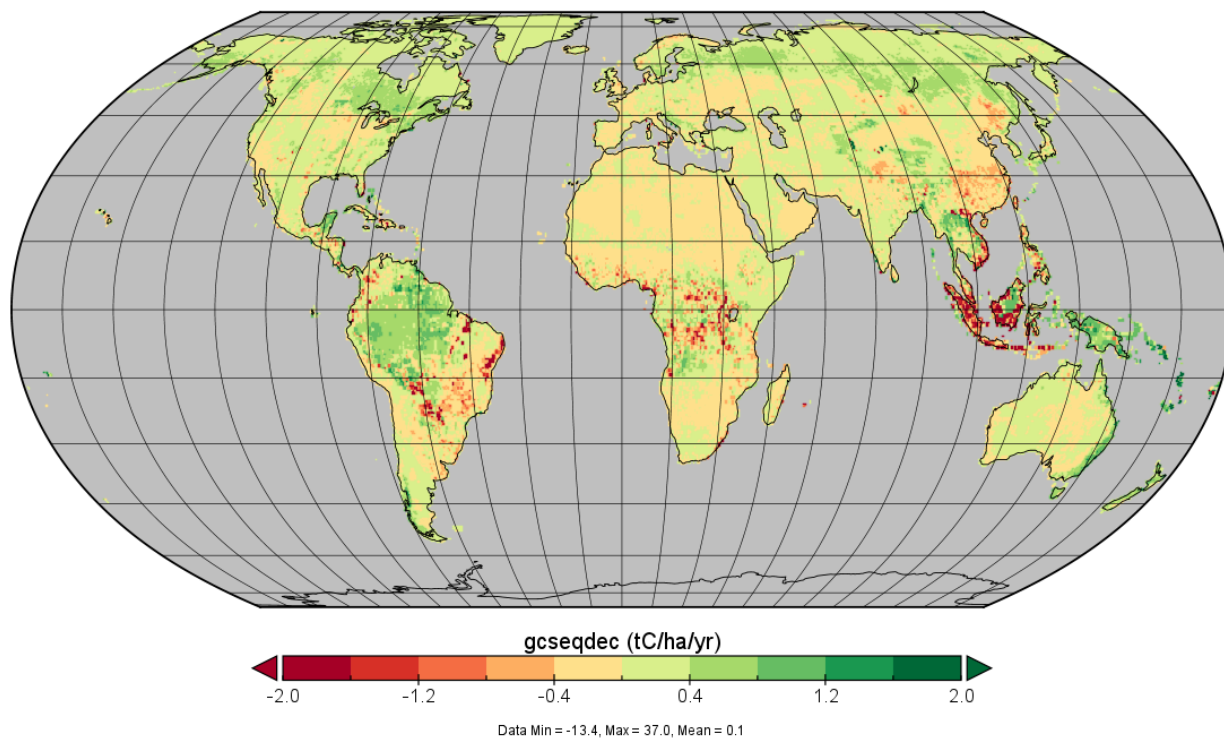 gcseqdec (tC/ha/yr)
-2.0 -1.2 -0.4 0.4 1.2 2.0
Data Min = -13.4, Max = 37.0, Mean = 0.1